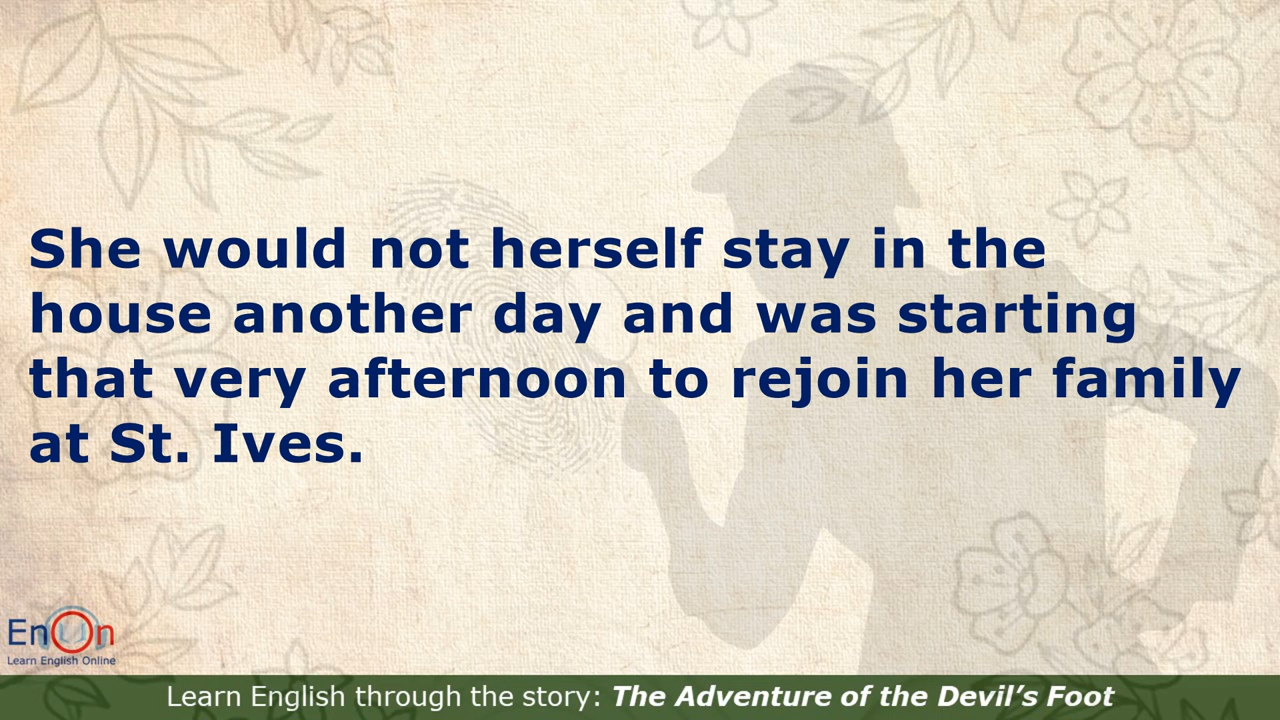 She would not herself stay in the
house another day and was starting
that very afternoon to rejoin her family
at St. Ives.
EnOn
Learn English Online
Learn English through the story: The Adventure of the Devil’s Foot